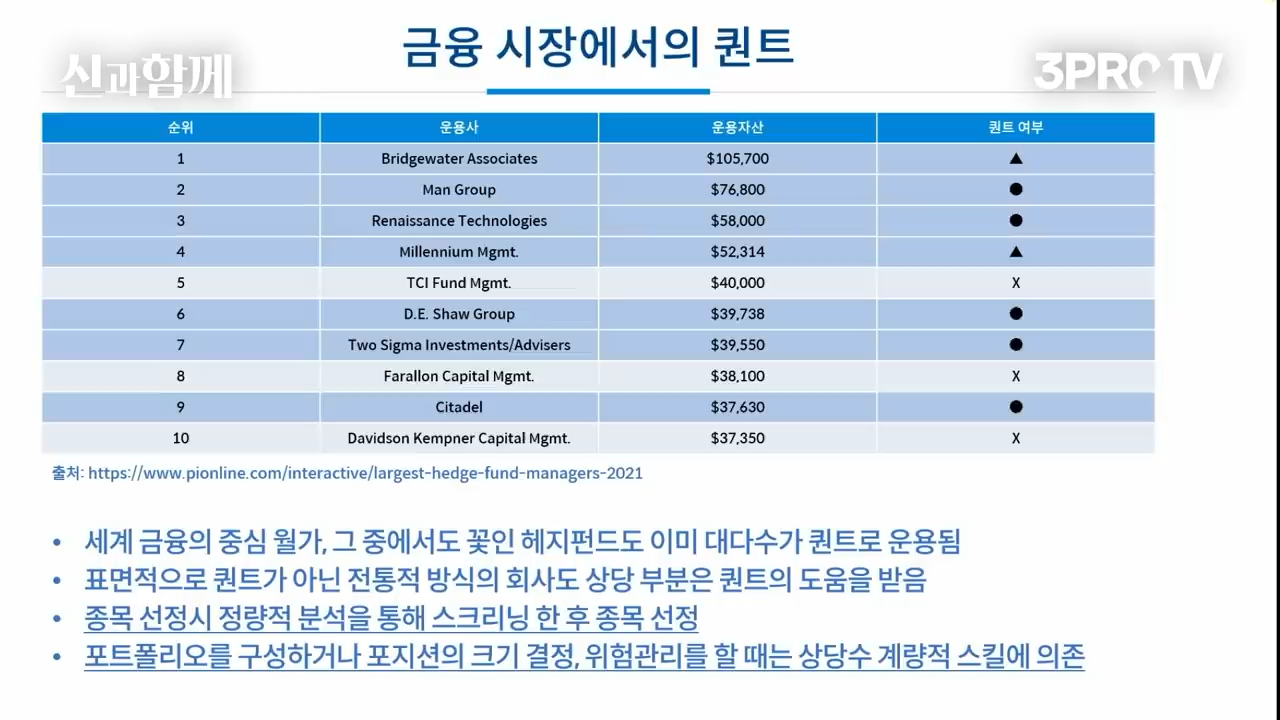 금융 시장에서의 퀀트
신과함께
3PROTV
순위 운용사 운용자산 퀀트 여부
1 Bridgewater Associates $105,700 ▲
2 Man Group $76,800 ●
3 Renaissance Technologies $58,000 ●
4 Millennium Mgmt. $52,314 ▲
5 TCI Fund Mgmt. $40,000 X
6 D.E. Shaw Group $39,738 ●
7 Two Sigma Investments/Advisers $39,550 ●
8 Farallon Capital Mgmt. $38,100 X
9 Citadel $37,630 ●
10 Davidson Kempner Capital Mgmt. $37,350 X
출처: https://www.pionline.com/interactive/largest-hedge-fund-managers-2021
• 세계 금융의 중심 월가, 그 중에서도 꽃인 헤지펀드도 이미 대다수가 퀀트로 운용됨
• 표면적으로 퀀트가 아닌 전통적 방식의 회사도 상당 부분은 퀀트의 도움을 받음
• 종목 선정시 정량적 분석을 통해 스크리닝 한 후 종목 선정
• 포트폴리오를 구성하거나 포지션의 크기 결정, 위험관리를 할 때는 상당수 계량적 스킬에 의존